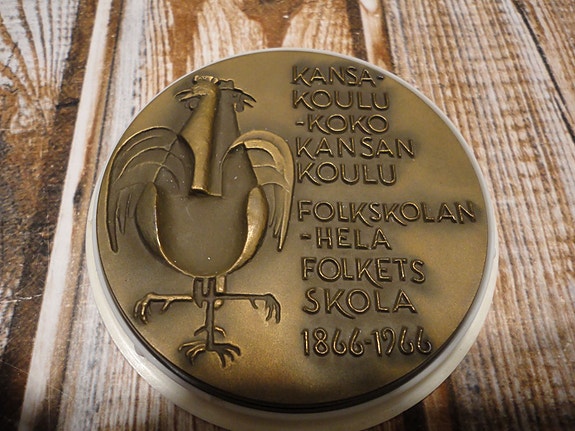 KANSA-
KOULU
-KOKO
KANSAN
KOULU
FOLKSKOLAN
-HELA
FOLKETS
SKOLA
1866-1966